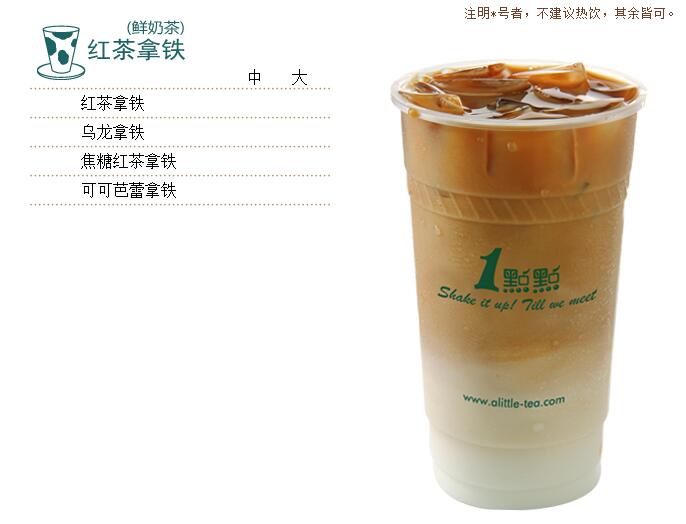 注明*号者，不建议热饮，其余皆可。
(鲜奶茶)
红茶拿铁
中 大
红茶拿铁
乌龙拿铁
焦糖红茶拿铁
可可芭蕾拿铁
1點點
Shake it up! Till we meet
www.alittle-tea.com